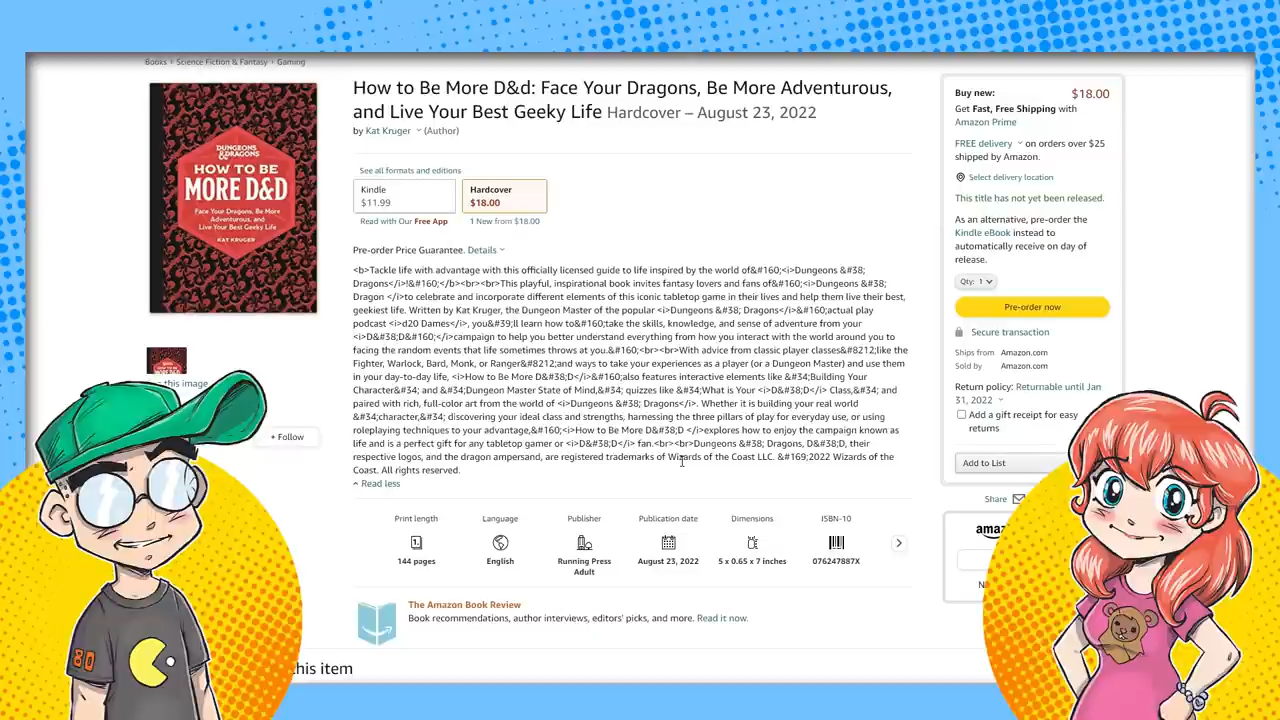 Books › Science Fiction & Fantasy › Gaming
DUNGEONS & DRAGONS
HOW TO BE
MORE D&D
Face Your Dragons, Be More
Adventurous, and
Live Your Best Geeky Life
KAT KRUGER
this image
+ Follow
How to Be More D&d: Face Your Dragons, Be More Adventurous,
and Live Your Best Geeky Life Hardcover – August 23, 2022
by Kat Kruger (Author)
See all formats and editions
Kindle
$11.99
Hardcover
$18.00
Read with Our Free App
1 New from $18.00
Pre-order Price Guarantee. Details
<b>Tackle life with advantage with this officially licensed guide to life inspired by the world of&#160;<i>Dungeons &#38;
Dragons</i>!&#160;</b><br><br>This playful, inspirational book invites fantasy lovers and fans of&#160;<i>Dungeons &#38;
Dragon </i>to celebrate and incorporate different elements of this iconic tabletop game in their lives and help them live their best,
geekiest life. Written by Kat Kruger, the Dungeon Master of the popular <i>Dungeons &#38; Dragons</i>&#160;actual play
podcast <i>d20 Dames</i>, you&#39;ll learn how to&#160;take the skills, knowledge, and sense of adventure from your
<i>D&#38;D&#160;</i>campaign to help you better understand everything from how you interact with the world around you to
facing the random events that life sometimes throws at you.&#160;<br><br>With advice from classic player classes&#8212;like the
Fighter, Warlock, Bard, Monk, or Ranger&#8212;and ways to take your experiences as a player (or a Dungeon Master) and use them
in your day-to-day life, <i>How to Be More D&#38;D</i>&#160;also features interactive elements like &#34;Building Your
Character&#34; and &#34;Dungeon Master State of Mind,&#34; quizzes like &#34;What is Your <i>D&#38;D</i> Class,&#34; and
paired with rich, full-color art from the world of <i>Dungeons &#38; Dragons</i>. Whether it is building your real world
&#34;character,&#34; discovering your ideal class and strengths, harnessing the three pillars of play for everyday use, or using
roleplaying techniques to your advantage,&#160;<i>How to Be More D&#38;D </i>explores how to enjoy the campaign known as
life and is a perfect gift for any tabletop gamer or <i>D&#38;D</i> fan.<br><br>Dungeons &#38; Dragons, D&#38;D, their
respective logos, and the dragon ampersand, are registered trademarks of Wizards of the Coast LLC. &#169;2022 Wizards of the
Coast. All rights reserved.
Read less
Print length
144 pages
Language
English
Publisher
Running Press
Adult
Publication date
August 23, 2022
Dimensions
5 x 0.65 x 7 inches
ISBN-10
076247887X
The Amazon Book Review
Book recommendations, author interviews, editors' picks, and more. Read it now.
this item
Buy new: $18.00
Get Fast, Free Shipping with
Amazon Prime
FREE delivery on orders over $25
shipped by Amazon.
Select delivery location
This title has not yet been released.
As an alternative, pre-order the
Kindle eBook instead to
automatically receive on day of
release.
Qty: 1
Pre-order now
Secure transaction
Ships from Amazon.com
Sold by Amazon.com
Return policy: Returnable until Jan
31, 2022
Add a gift receipt for easy
returns
Add to List
Share
80